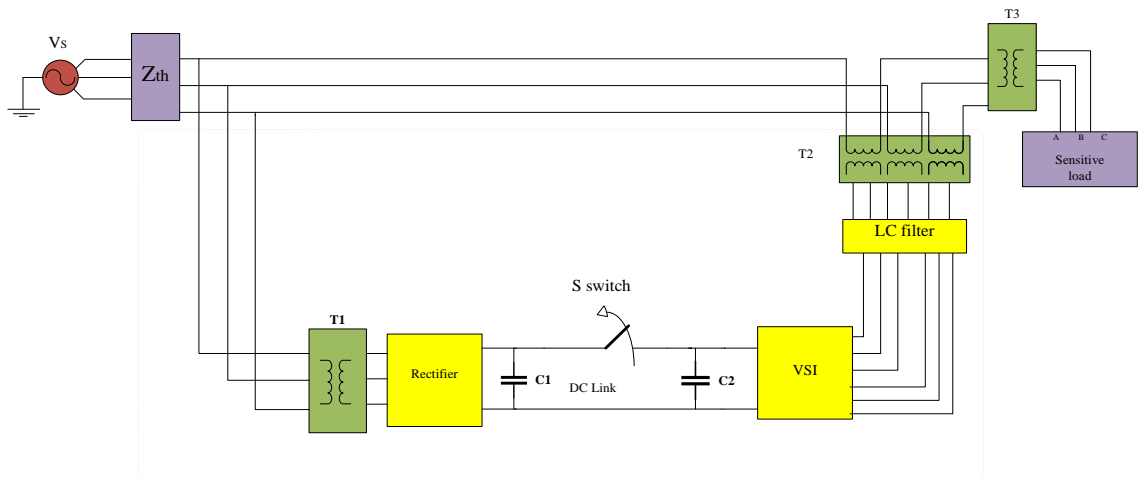 T3
Vs
Zth
A B C
Sensitive
load
T2
LC filter
S switch
T1
Rectifier
C1
DC Link
C2
VSI